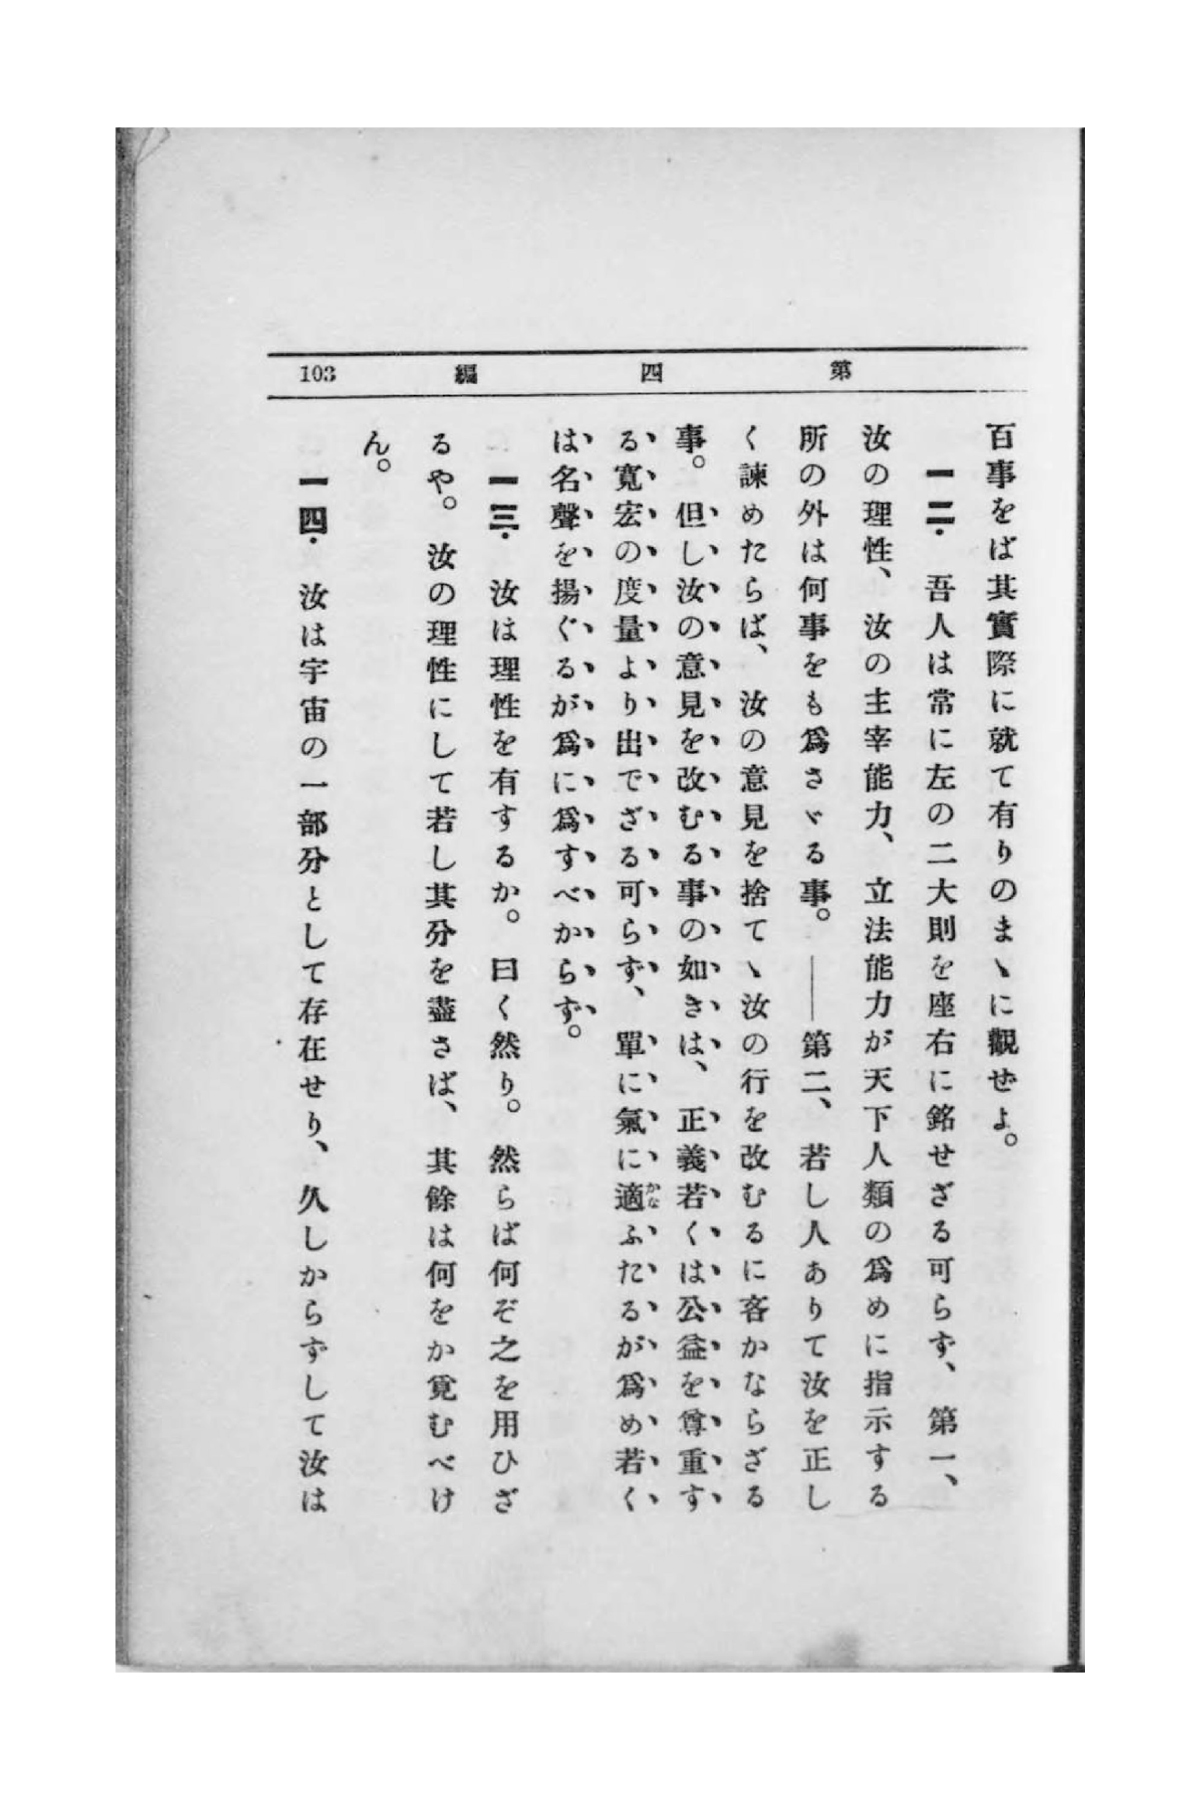 第四編
103
百事をば其實際に就て有りのまゝに觀ぜよ。
一二・吾人は常に左の二大則を座右に銘せざる可らず、第一、
汝の理性、汝の主宰能力、立法能力が天下人類の爲めに指示する
所の外は何事をも爲さゞる事。——第二、若し人ありて汝を正し
く諫めたらば、汝の意見を捨てゝ汝の行を改むるに吝かならざる
事。但し汝の意見を改むる事の如きは、正義若くは公益を尊重す
る寛宏の度量より出でざる可らず、單に氣に適かなふたるが爲め若く
は名聲を揚ぐるが爲に爲すべからず。
一三・汝は理性を有するか。曰く然り。然らば何ぞ之を用ひざ
るや。汝の理性にして若し其分を盡さば、其餘は何をか覓むべけ
ん。
一四・汝は宇宙の一部分として存在せり、久しからずして汝は